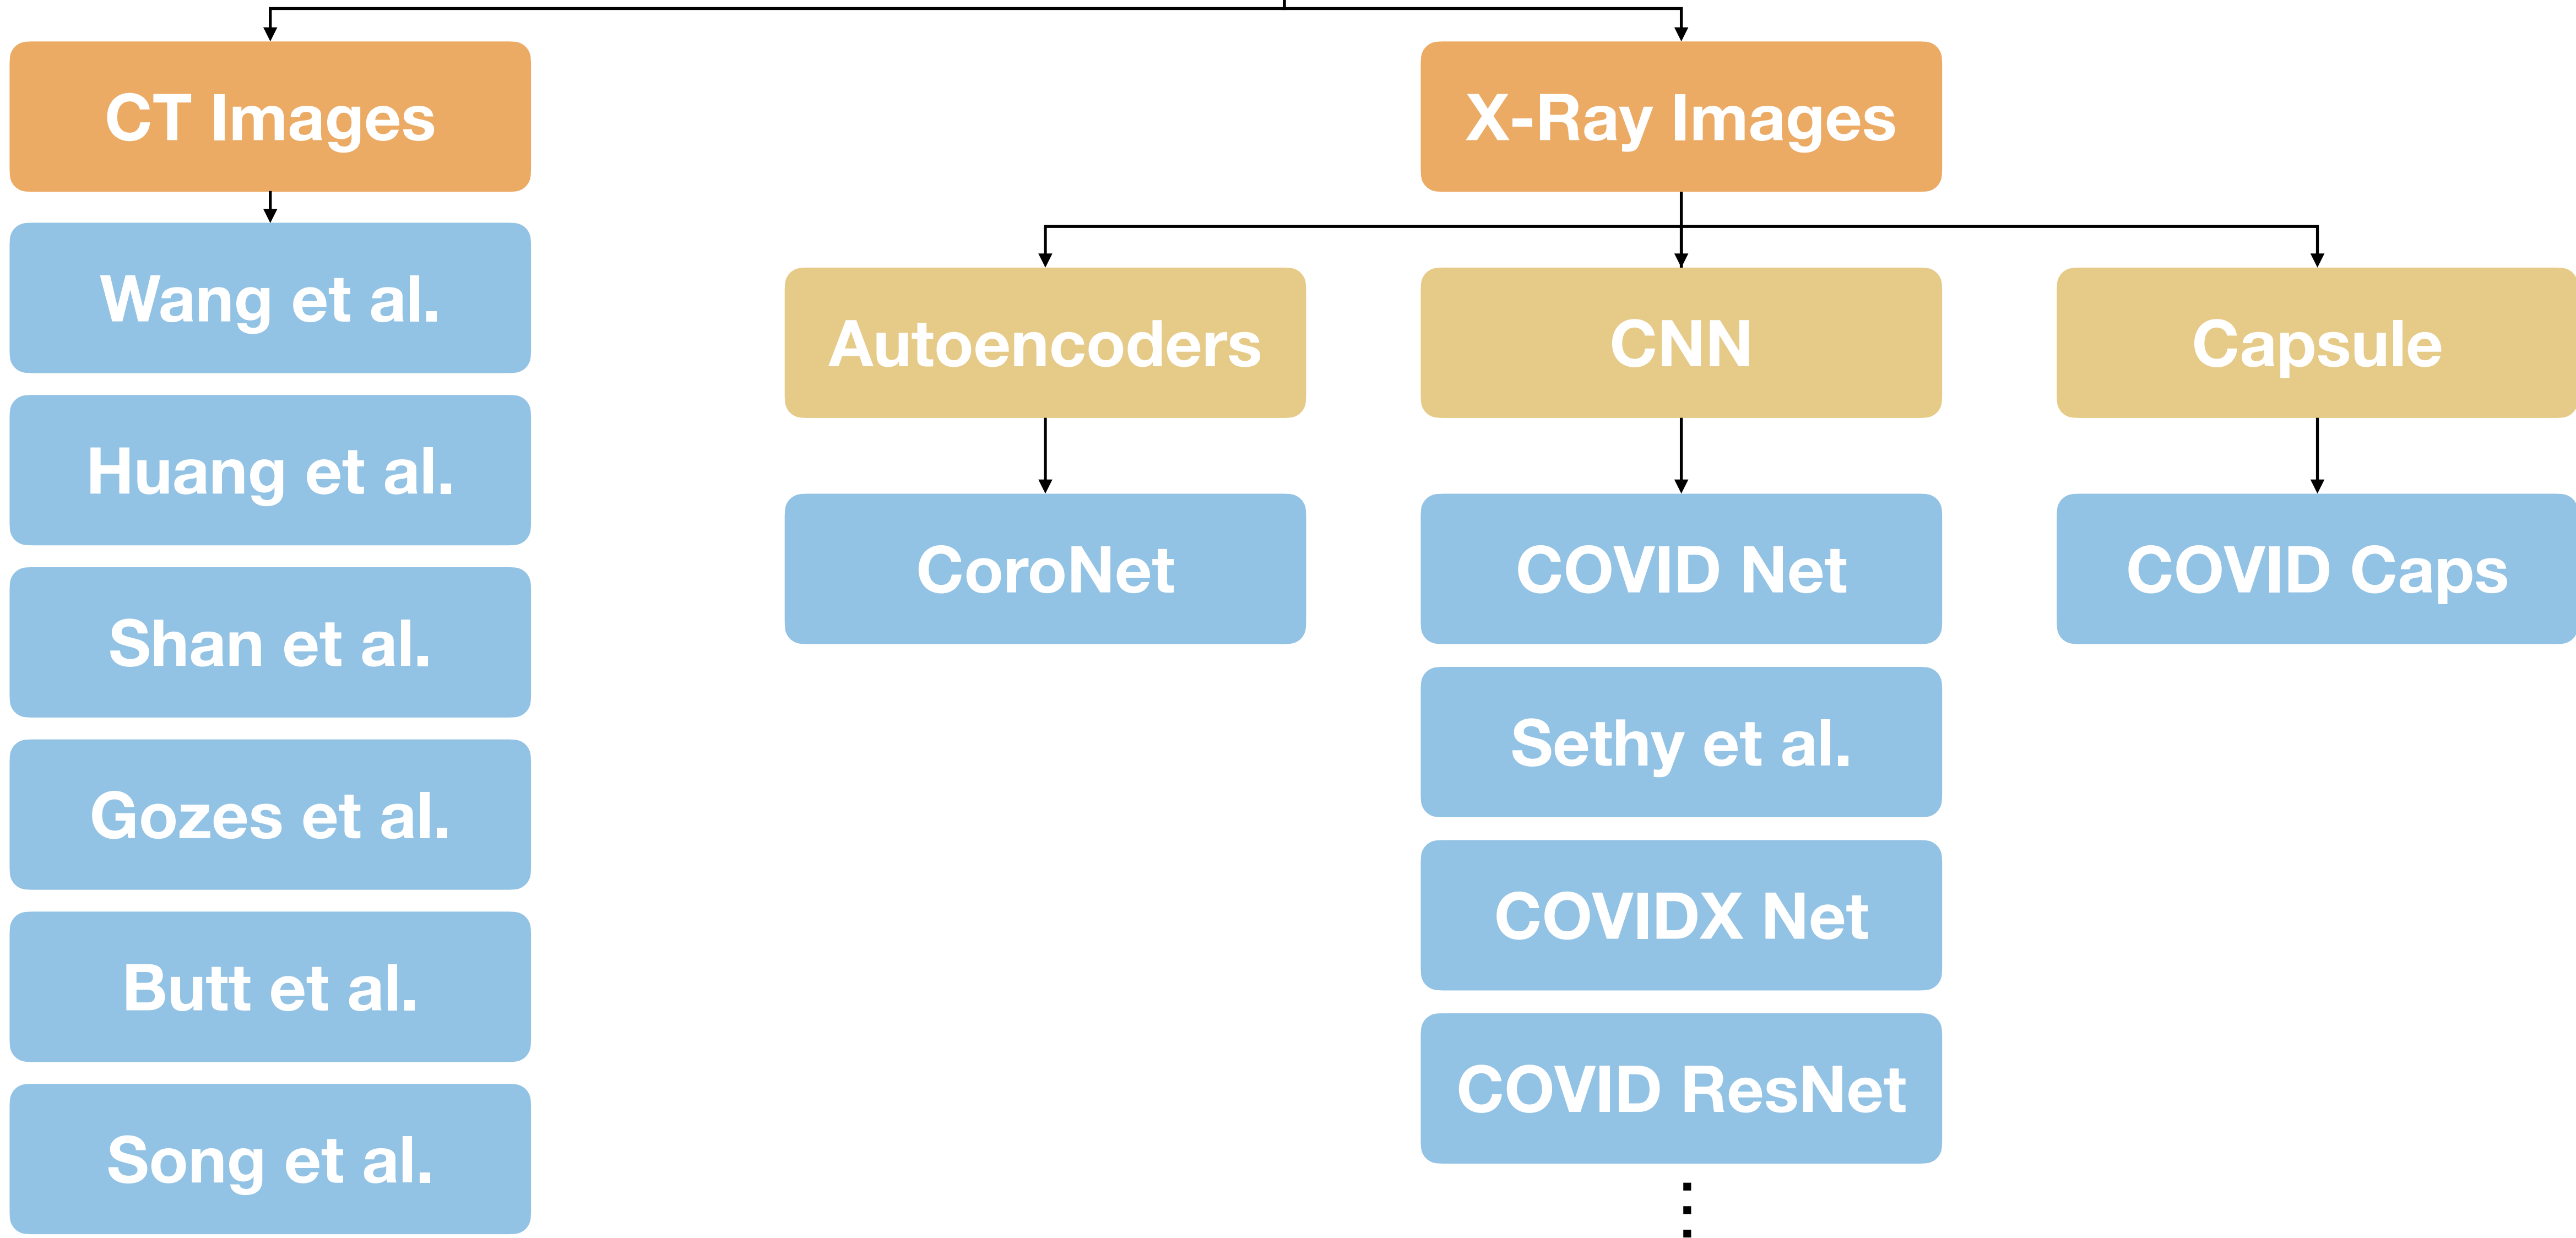 CT Images
X-Ray Images
Wang et al.
Huang et al.
Shan et al.
Gozes et al.
Butt et al.
Song et al.
Autoencoders
CNN
Capsule
CoroNet
COVID Net
COVID Caps
Sethy et al.
COVIDX Net
COVID ResNet